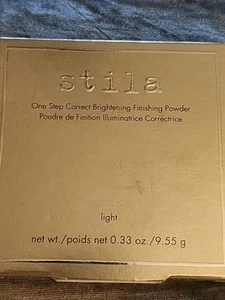 stila
One Step Correct Brightening Finishing Powder
Poudre de Finition Illuminatrice Correctrice
light
net wt./poids net 0.33 oz./9.55 g